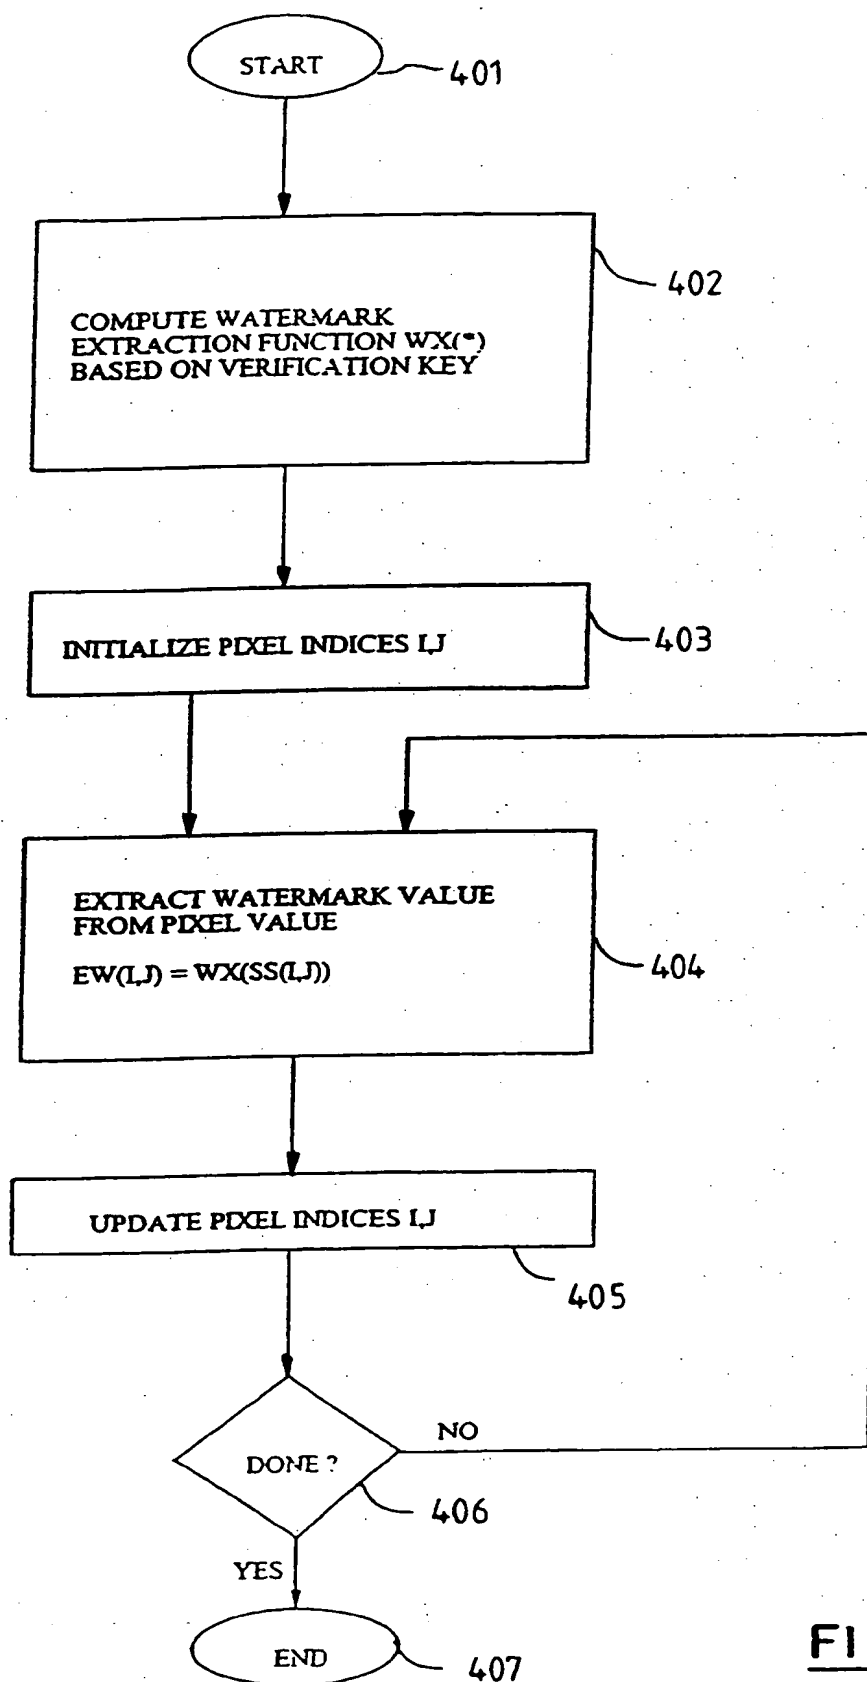 START
401
402
COMPUTE WATERMARK
EXTRACTION FUNCTION WX(*)
BASED ON VERIFICATION KEY
INITIALIZE PIXEL INDICES I,J
403
EXTRACT WATERMARK VALUE
FROM PIXEL VALUE
EW(I,J) = WX(SS(I,J))
404
UPDATE PIXEL INDICES I,J
405
NO
DONE ?
406
YES
END
407
FI